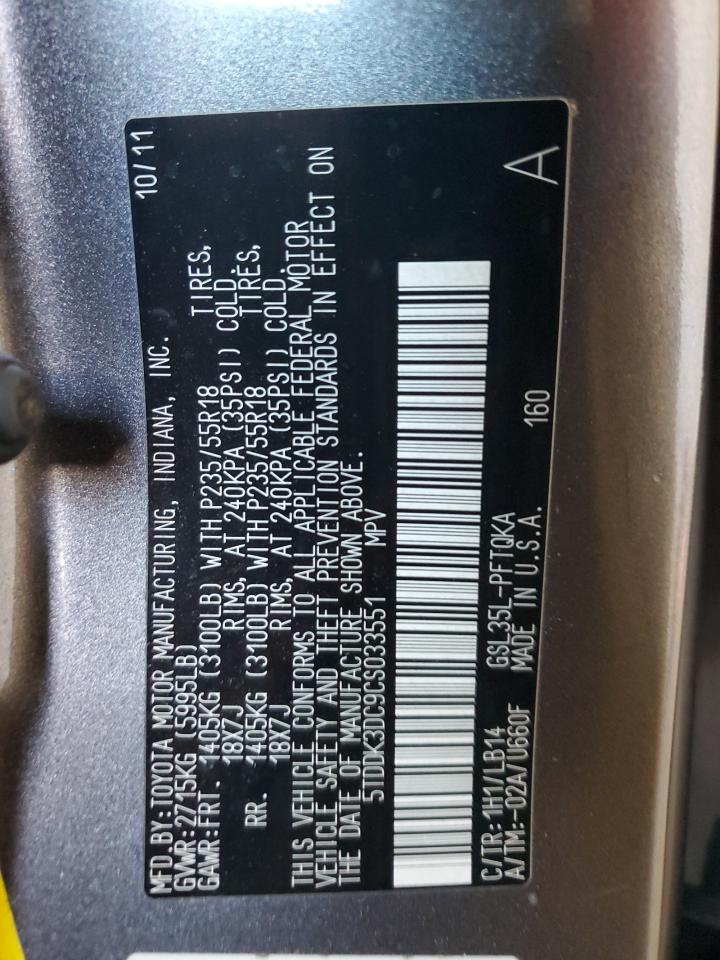 MFD.BY:TOYOTA MOTOR MANUFACTURING, INDIANA, INC. 10/11
GVWR:2715KG (5995LB)
GAWR:FRT. 1405KG (3100LB) WITH P235/55R18 TIRES,
18X7J RIMS, AT 240KPA (35PSI) COLD.
RR. 1405KG (3100LB) WITH P235/55R18 TIRES,
18X7J RIMS, AT 240KPA (35PSI) COLD.
THIS VEHICLE CONFORMS TO ALL APPLICABLE FEDERAL MOTOR
VEHICLE SAFETY AND THEFT PREVENTION STANDARDS IN EFFECT ON
THE DATE OF MANUFACTURE SHOWN ABOVE.
5TDDK3DC9CS033551 MPV
C/TR:1H1/LB14 GSL35L-PFTQKA
A/TM:-02A/U660F MADE IN U.S.A. 160 A